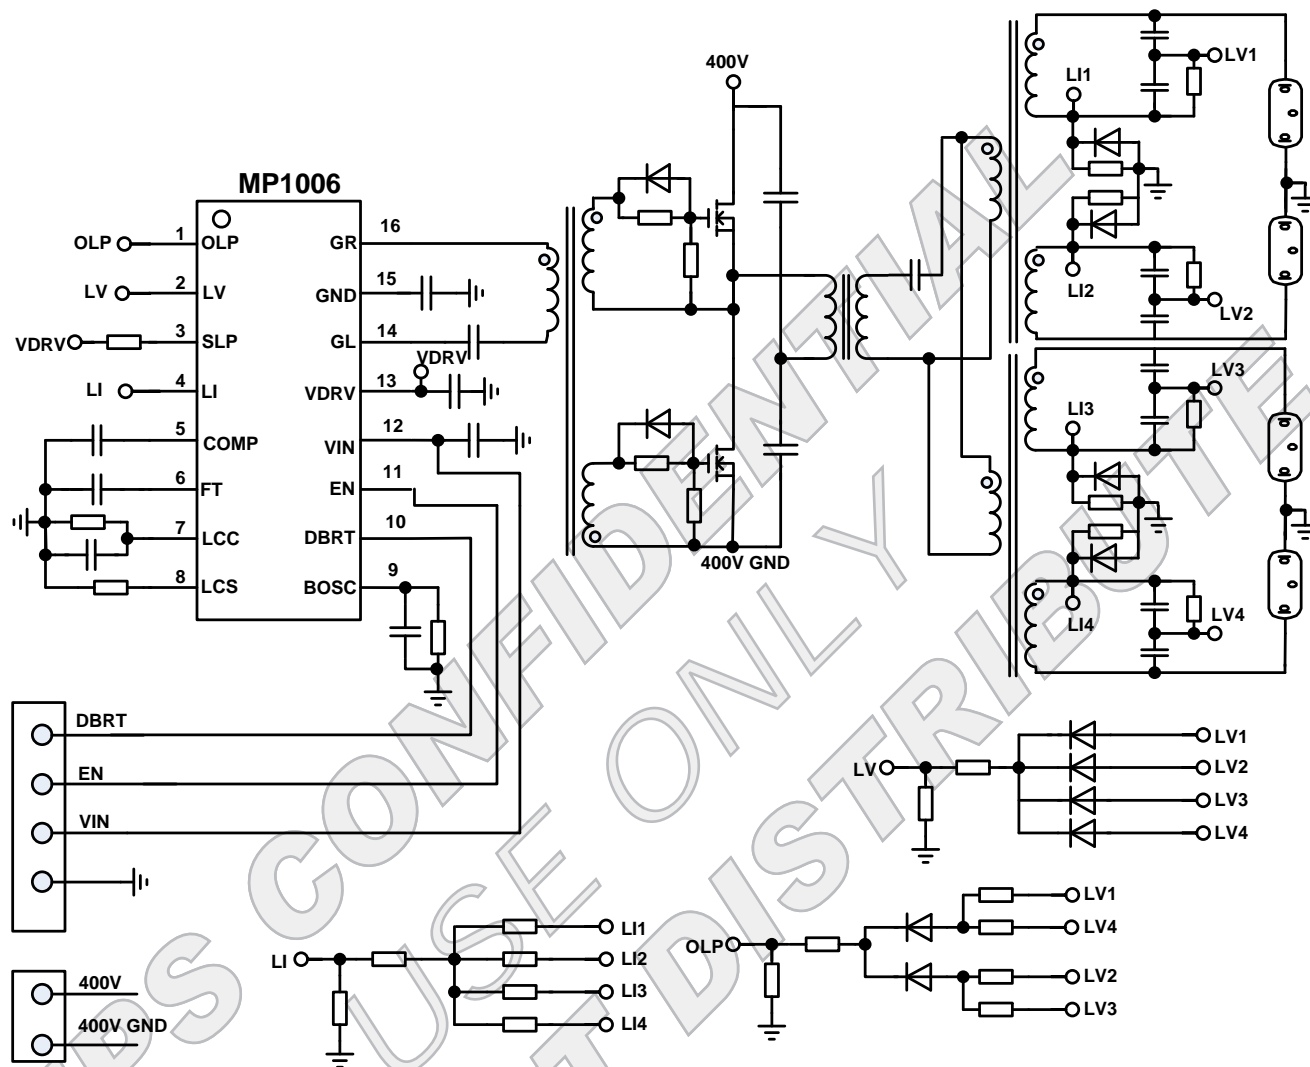 400V
LI1
LV1
MP1006
OLP
1
OLP
GR
16
LV
2
LV
GND
15
VDRV
3
SLP
GL
14
VDRV
LI
4
LI
VDRV
13
5
COMP
VIN
12
6
FT
EN
11
7
LCC
DBRT
10
8
LCS
BOSC
9
LI2
LV2
LV3
LI3
400V GND
LI4
LV4
DBRT
EN
VIN
400V
400V GND
LV
LV1
LV2
LV3
LV4
LI
LI1
LI2
LI3
LI4
OLP
LV1
LV4
LV2
LV3
PS CONFIDENTIAL
USE ONLY
T DISTRIBUTE